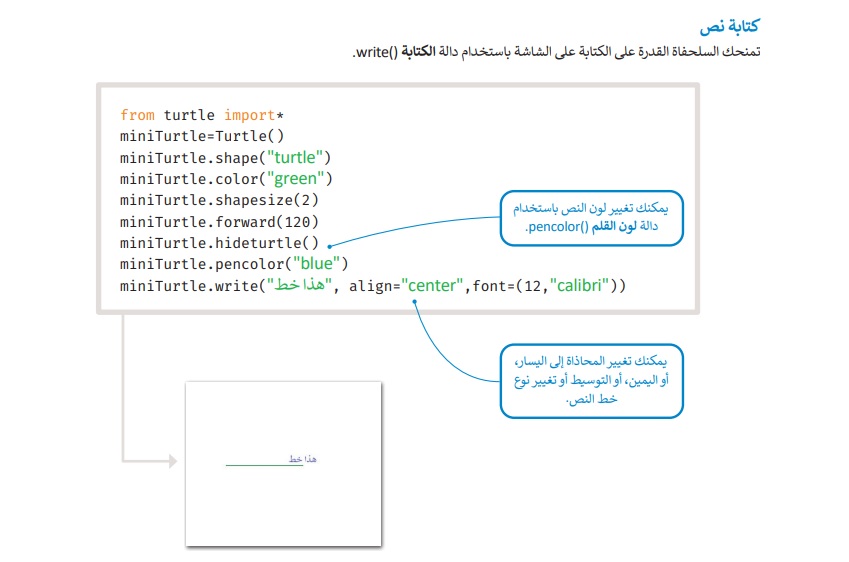 كتابة نص
تمنحك السلحفاة القدرة على الكتابة على الشاشة باستخدام دالة الكتابة write().
from turtle import*
miniTurtle=Turtle()
miniTurtle.shape("turtle")
miniTurtle.color("green")
miniTurtle.shapesize(2)
miniTurtle.forward(120)
miniTurtle.hideturtle()
miniTurtle.pencolor("blue")
miniTurtle.write("هذا خط", align="center",font=(12,"calibri"))
يمكنك تغيير لون النص باستخدام
دالة لون القلم pencolor().
يمكنك تغيير المحاذاة إلى اليسار،
أو اليمين، أو التوسيط أو تغيير نوع
خط النص.
هذا خط